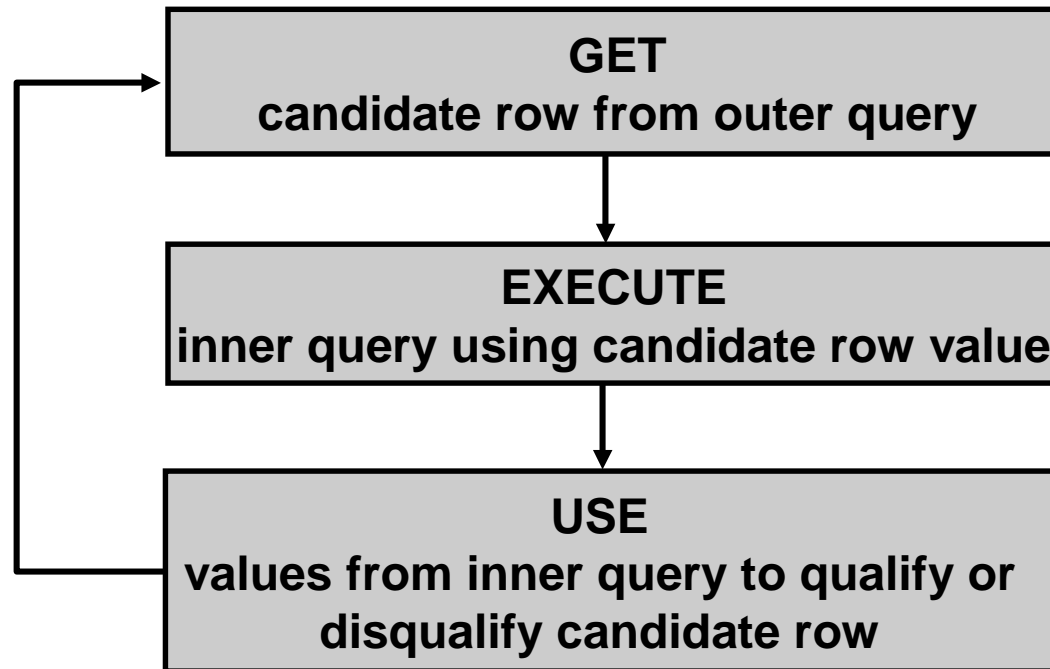 GET
candidate row from outer query
EXECUTE
inner query using candidate row value
USE
values from inner query to qualify or
disqualify candidate row